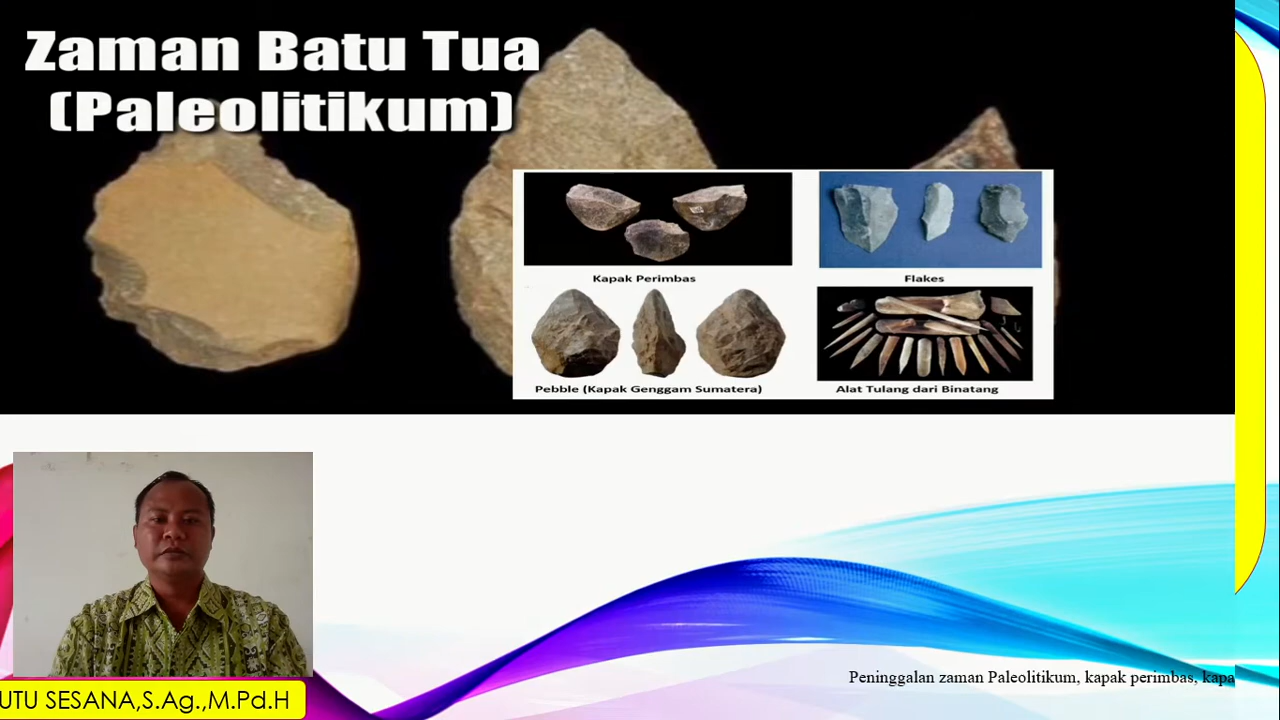 Zaman Batu Tua
(Paleolitikum)
Kapak Perimbas
Flakes
Pebble (Kapak Genggam Sumatera)
Alat Tulang dari Binatang
UTU SESANA,S.Ag.,M.Pd.H
Peninggalan zaman Paleolitikum, kapak perimbas, kapa